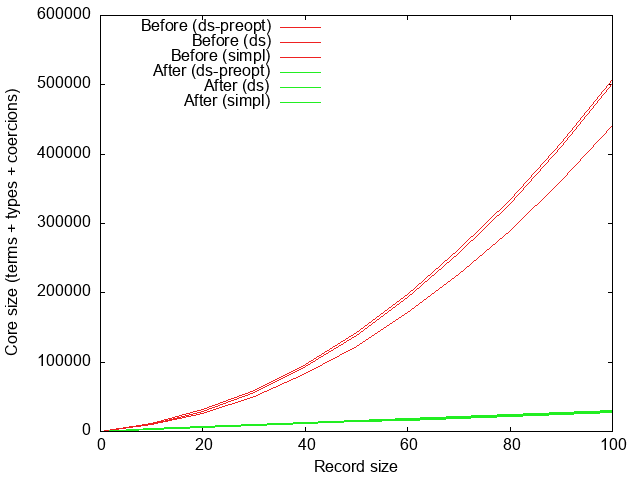 600000
500000
400000
300000
200000
100000
0
Core size (terms + types + coercions)
Before (ds-preopt)
Before (ds)
Before (simpl)
After (ds-preopt)
After (ds)
After (simpl)
0 20 40 60 80 100
Record size